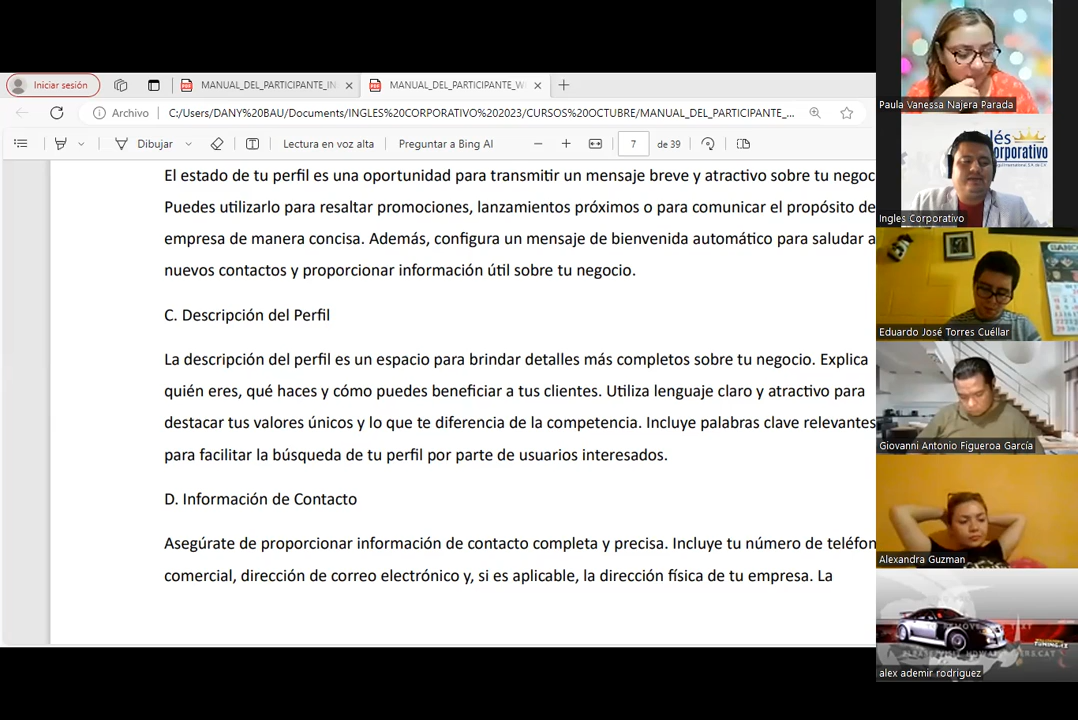 Iniciar sesión
MANUAL_DEL_PARTICIPANTE_IN
MANUAL_DEL_PARTICIPANTE_W
Archivo
C:/Users/DANY%20BAU/Documents/INGLES%20CORPORATIVO%202023/CURSOS%20OCTUBRE/MANUAL_DEL_PARTICIPANTE_...
Dibujar
Lectura en voz alta
Preguntar a Bing AI
7 de 39
El estado de tu perfil es una oportunidad para transmitir un mensaje breve y atractivo sobre tu negoc
Puedes utilizarlo para resaltar promociones, lanzamientos próximos o para comunicar el propósito de
empresa de manera concisa. Además, configura un mensaje de bienvenida automático para saludar a
nuevos contactos y proporcionar información útil sobre tu negocio.
C. Descripción del Perfil
La descripción del perfil es un espacio para brindar detalles más completos sobre tu negocio. Explica
quién eres, qué haces y cómo puedes beneficiar a tus clientes. Utiliza lenguaje claro y atractivo para
destacar tus valores únicos y lo que te diferencia de la competencia. Incluye palabras clave relevantes
para facilitar la búsqueda de tu perfil por parte de usuarios interesados.
D. Información de Contacto
Asegúrate de proporcionar información de contacto completa y precisa. Incluye tu número de teléfon
comercial, dirección de correo electrónico y, si es aplicable, la dirección física de tu empresa. La
Paula Vanessa Najera Parada
lés
orporativo
Ingles Corporativo
BANCO
Eduardo José Torres Cuéllar
Giovanni Antonio Figueroa García
Alexandra Guzman
alex ademir rodriguez